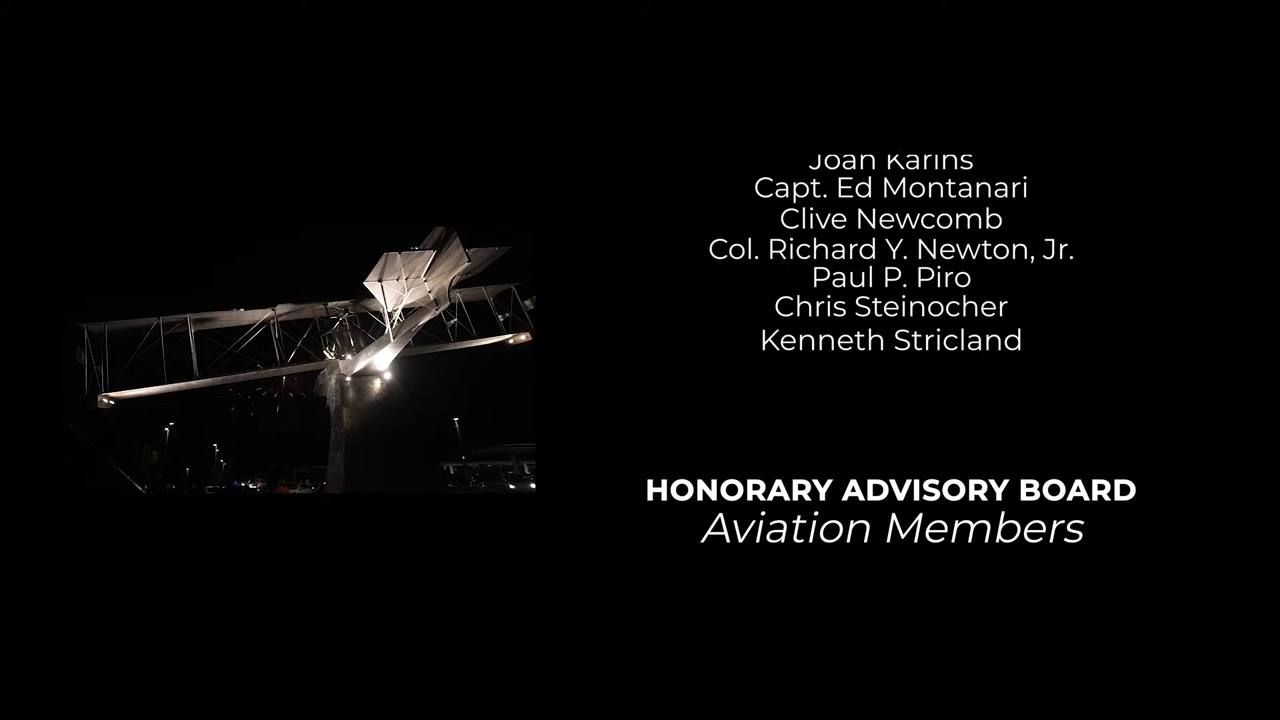 Joan Karins
Capt. Ed Montanari
Clive Newcomb
Col. Richard Y. Newton, Jr.
Paul P. Piro
Chris Steinocher
Kenneth Stricland
HONORARY ADVISORY BOARD
Aviation Members